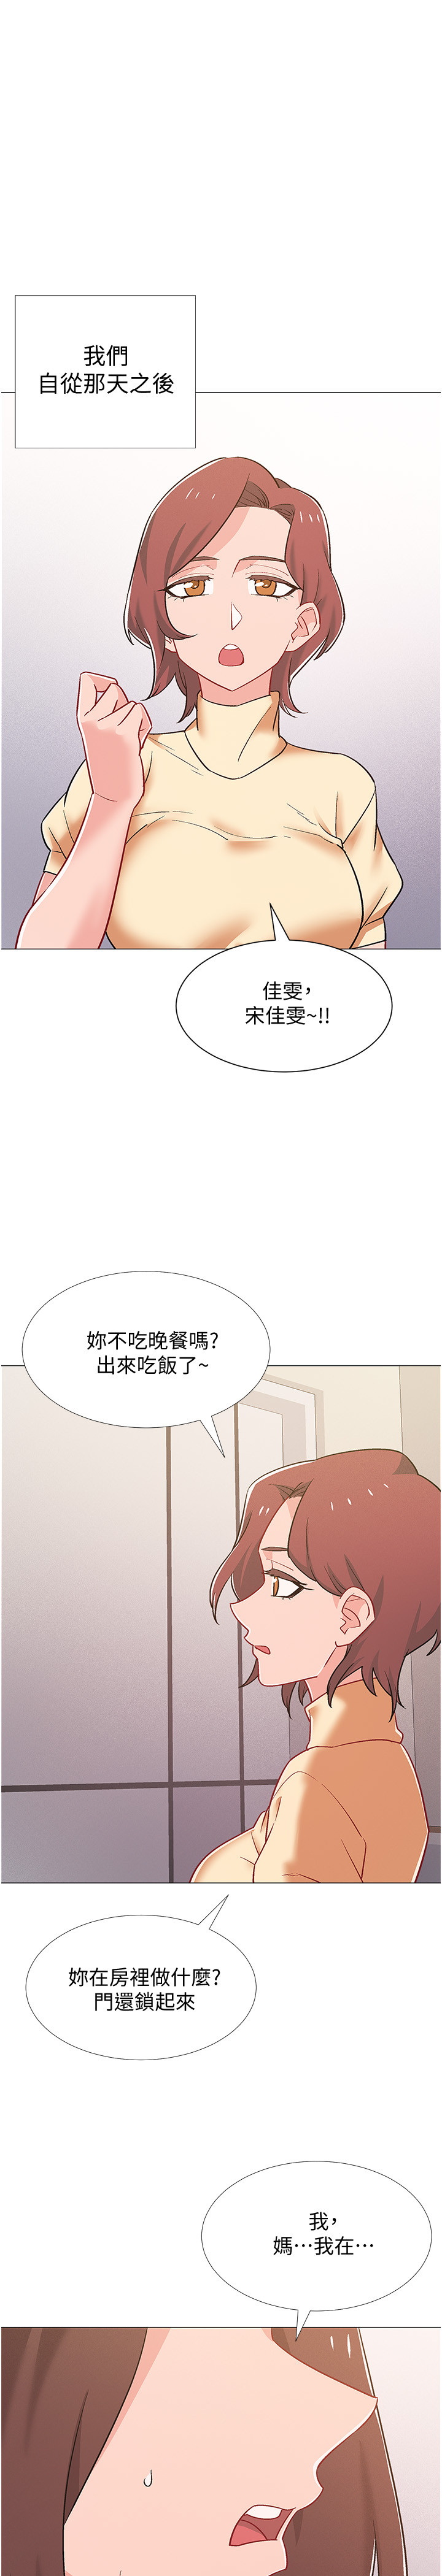 我們
自從那天之後
佳雯，
宋佳雯~!!
妳不吃晚餐嗎?
出來吃飯了~
妳在房裡做什麼?
門還鎖起來
我，
媽⋯我在⋯